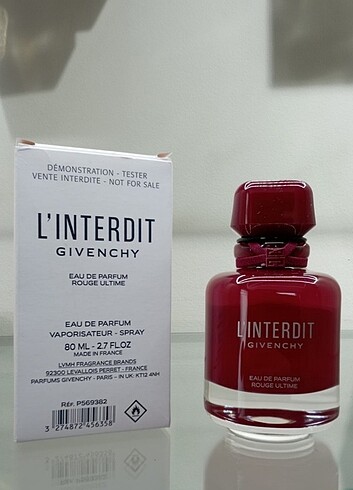 DÉMONSTRATION - TESTER
VENTE INTERDITE - NOT FOR SALE
L'INTERDIT
GIVENCHY
EAU DE PARFUM
ROUGE ULTIME
EAU DE PARFUM
VAPORISATEUR - SPRAY
80 ML - 2.7 FL.OZ
MADE IN FRANCE
LVMH FRAGRANCE BRANDS
92300 LEVALLOIS PERRET - FRANCE
PARFUMS GIVENCHY - PARIS - IN UK: KT12 4NH
Réf: P569382
3 274872 456358
L'INTERDIT
GIVENCHY
EAU DE PARFUM
ROUGE ULTIME